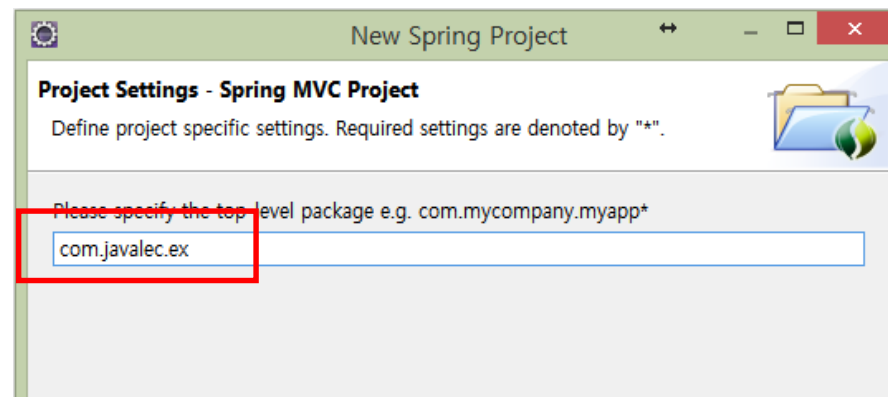 New Spring Project
Project Settings - Spring MVC Project
Define project specific settings. Required settings are denoted by "*".
Please specify the top-level package e.g. com.mycompany.myapp*
com.javalec.ex